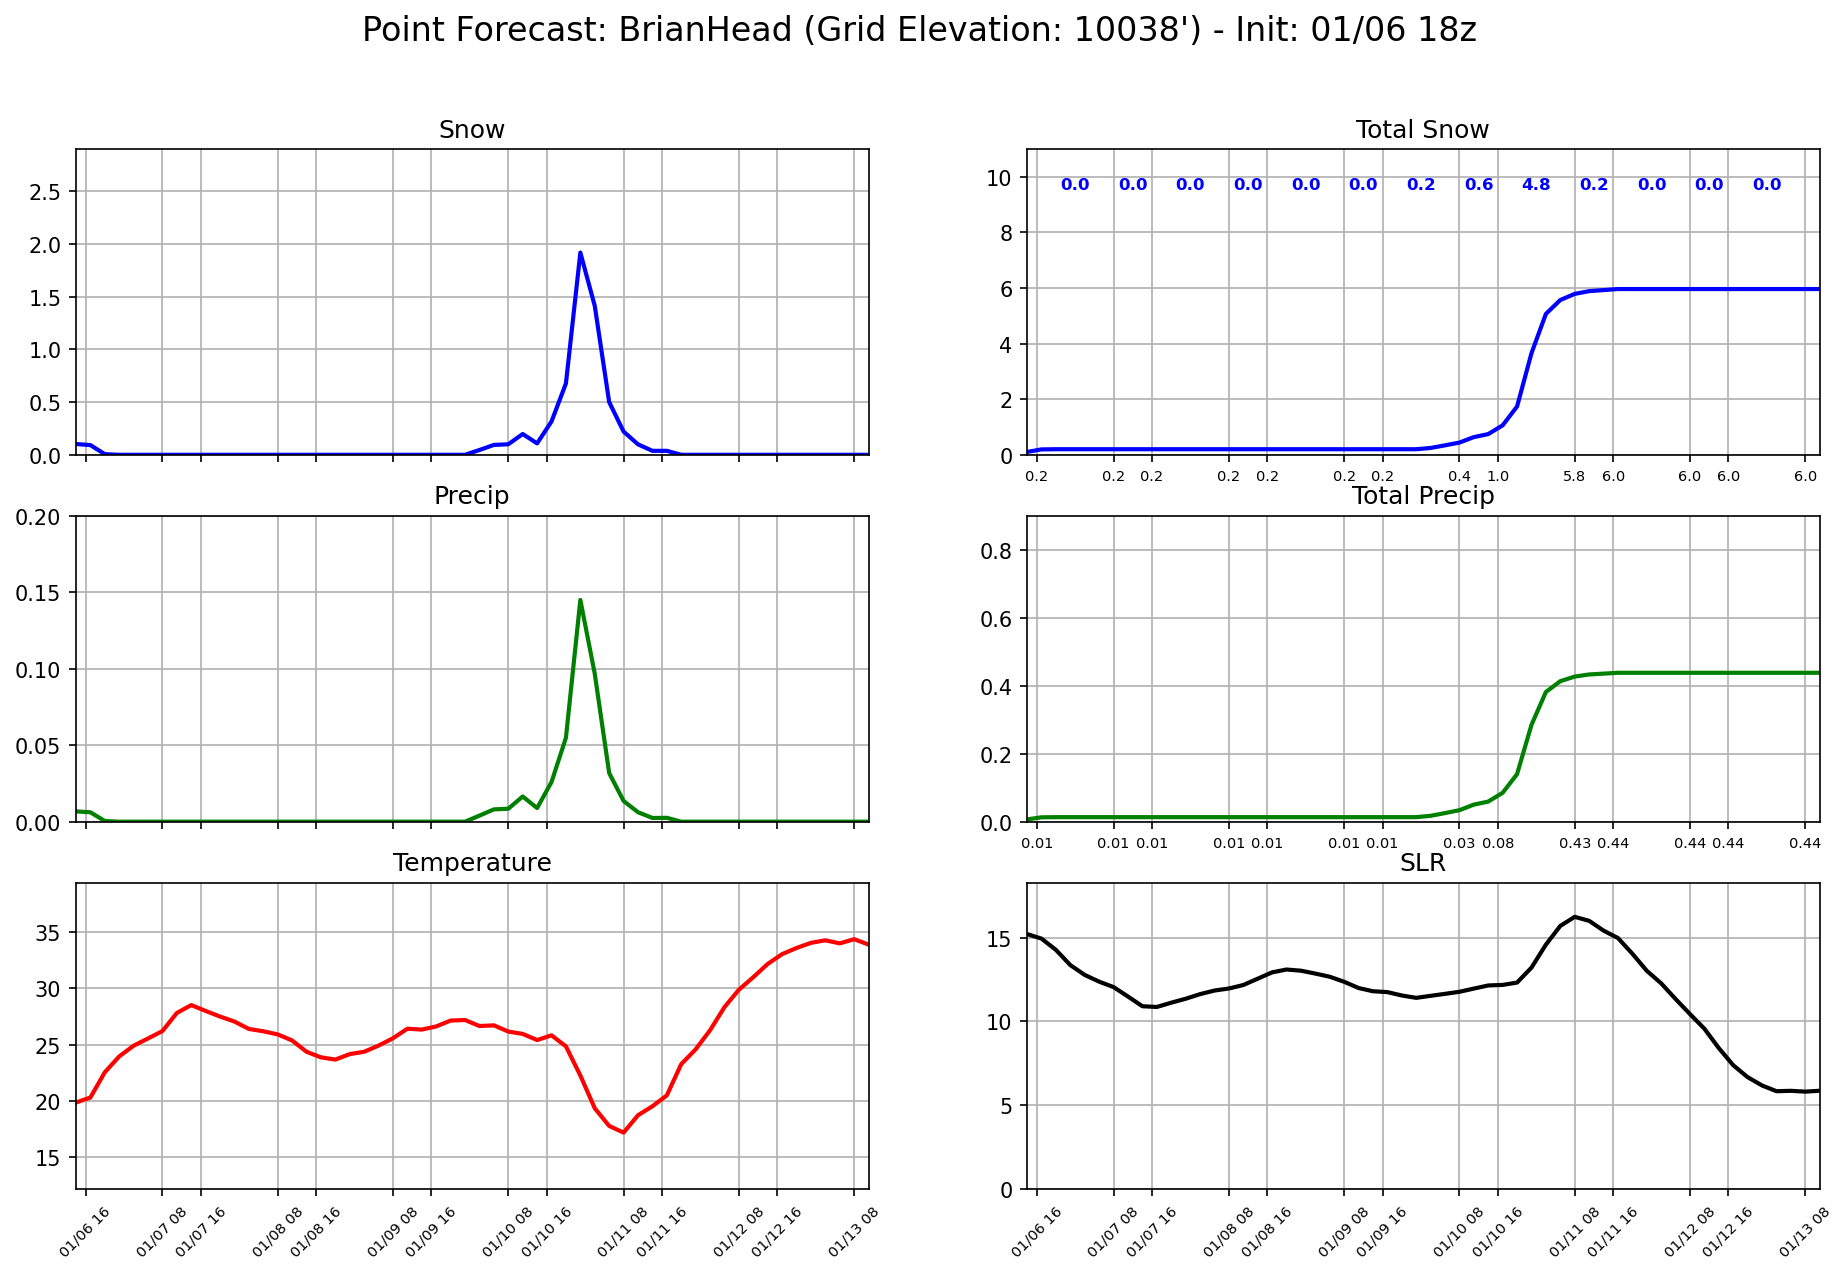 Point Forecast: BrianHead (Grid Elevation: 10038') - Init: 01/06 18z
Snow
2.5
2.0
1.5
1.0
0.5
0.0
Total Snow
0.0 0.0 0.0 0.0 0.0 0.0 0.2 0.6 4.8 0.2 0.0 0.0 0.0
10
8
6
4
2
0
0.2 0.2 0.2 0.2 0.2 0.2 0.2 0.4 1.0 5.8 6.0 6.0 6.0 6.0
Precip
0.20
0.15
0.10
0.05
0.00
Total Precip
0.8
0.6
0.4
0.2
0.0
0.01 0.01 0.01 0.01 0.01 0.01 0.01 0.03 0.08 0.43 0.44 0.44 0.44 0.44
Temperature
35
30
25
20
15
01/06 16 01/07 08 01/07 16 01/08 08 01/08 16 01/09 08 01/09 16 01/10 08 01/10 16 01/11 08 01/11 16 01/12 08 01/12 16 01/13 08
SLR
15
10
5
0
01/06 16 01/07 08 01/07 16 01/08 08 01/08 16 01/09 08 01/09 16 01/10 08 01/10 16 01/11 08 01/11 16 01/12 08 01/12 16 01/13 08